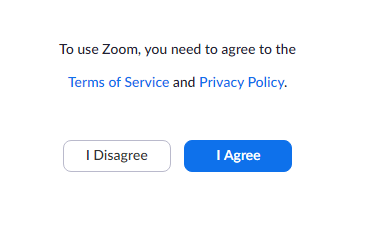 To use Zoom, you need to agree to the
Terms of Service and Privacy Policy.
I Disagree
I Agree